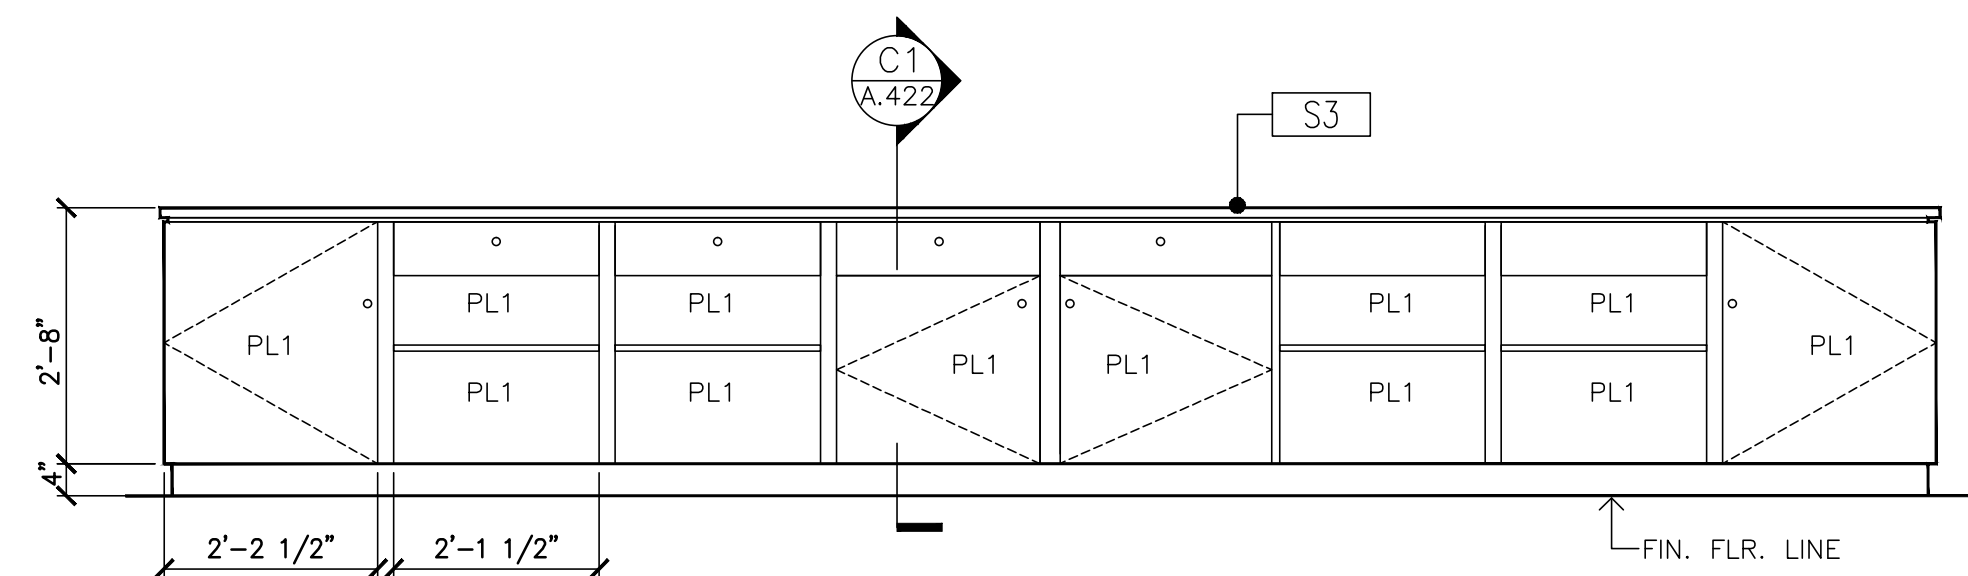 C1
A.422
S3
PL1 PL1 PL1 PL1
PL1 PL1 PL1 PL1
PL1 PL1 PL1 PL1
2'-8"
4"
2'-2 1/2" 2'-1 1/2"
FIN. FLR. LINE